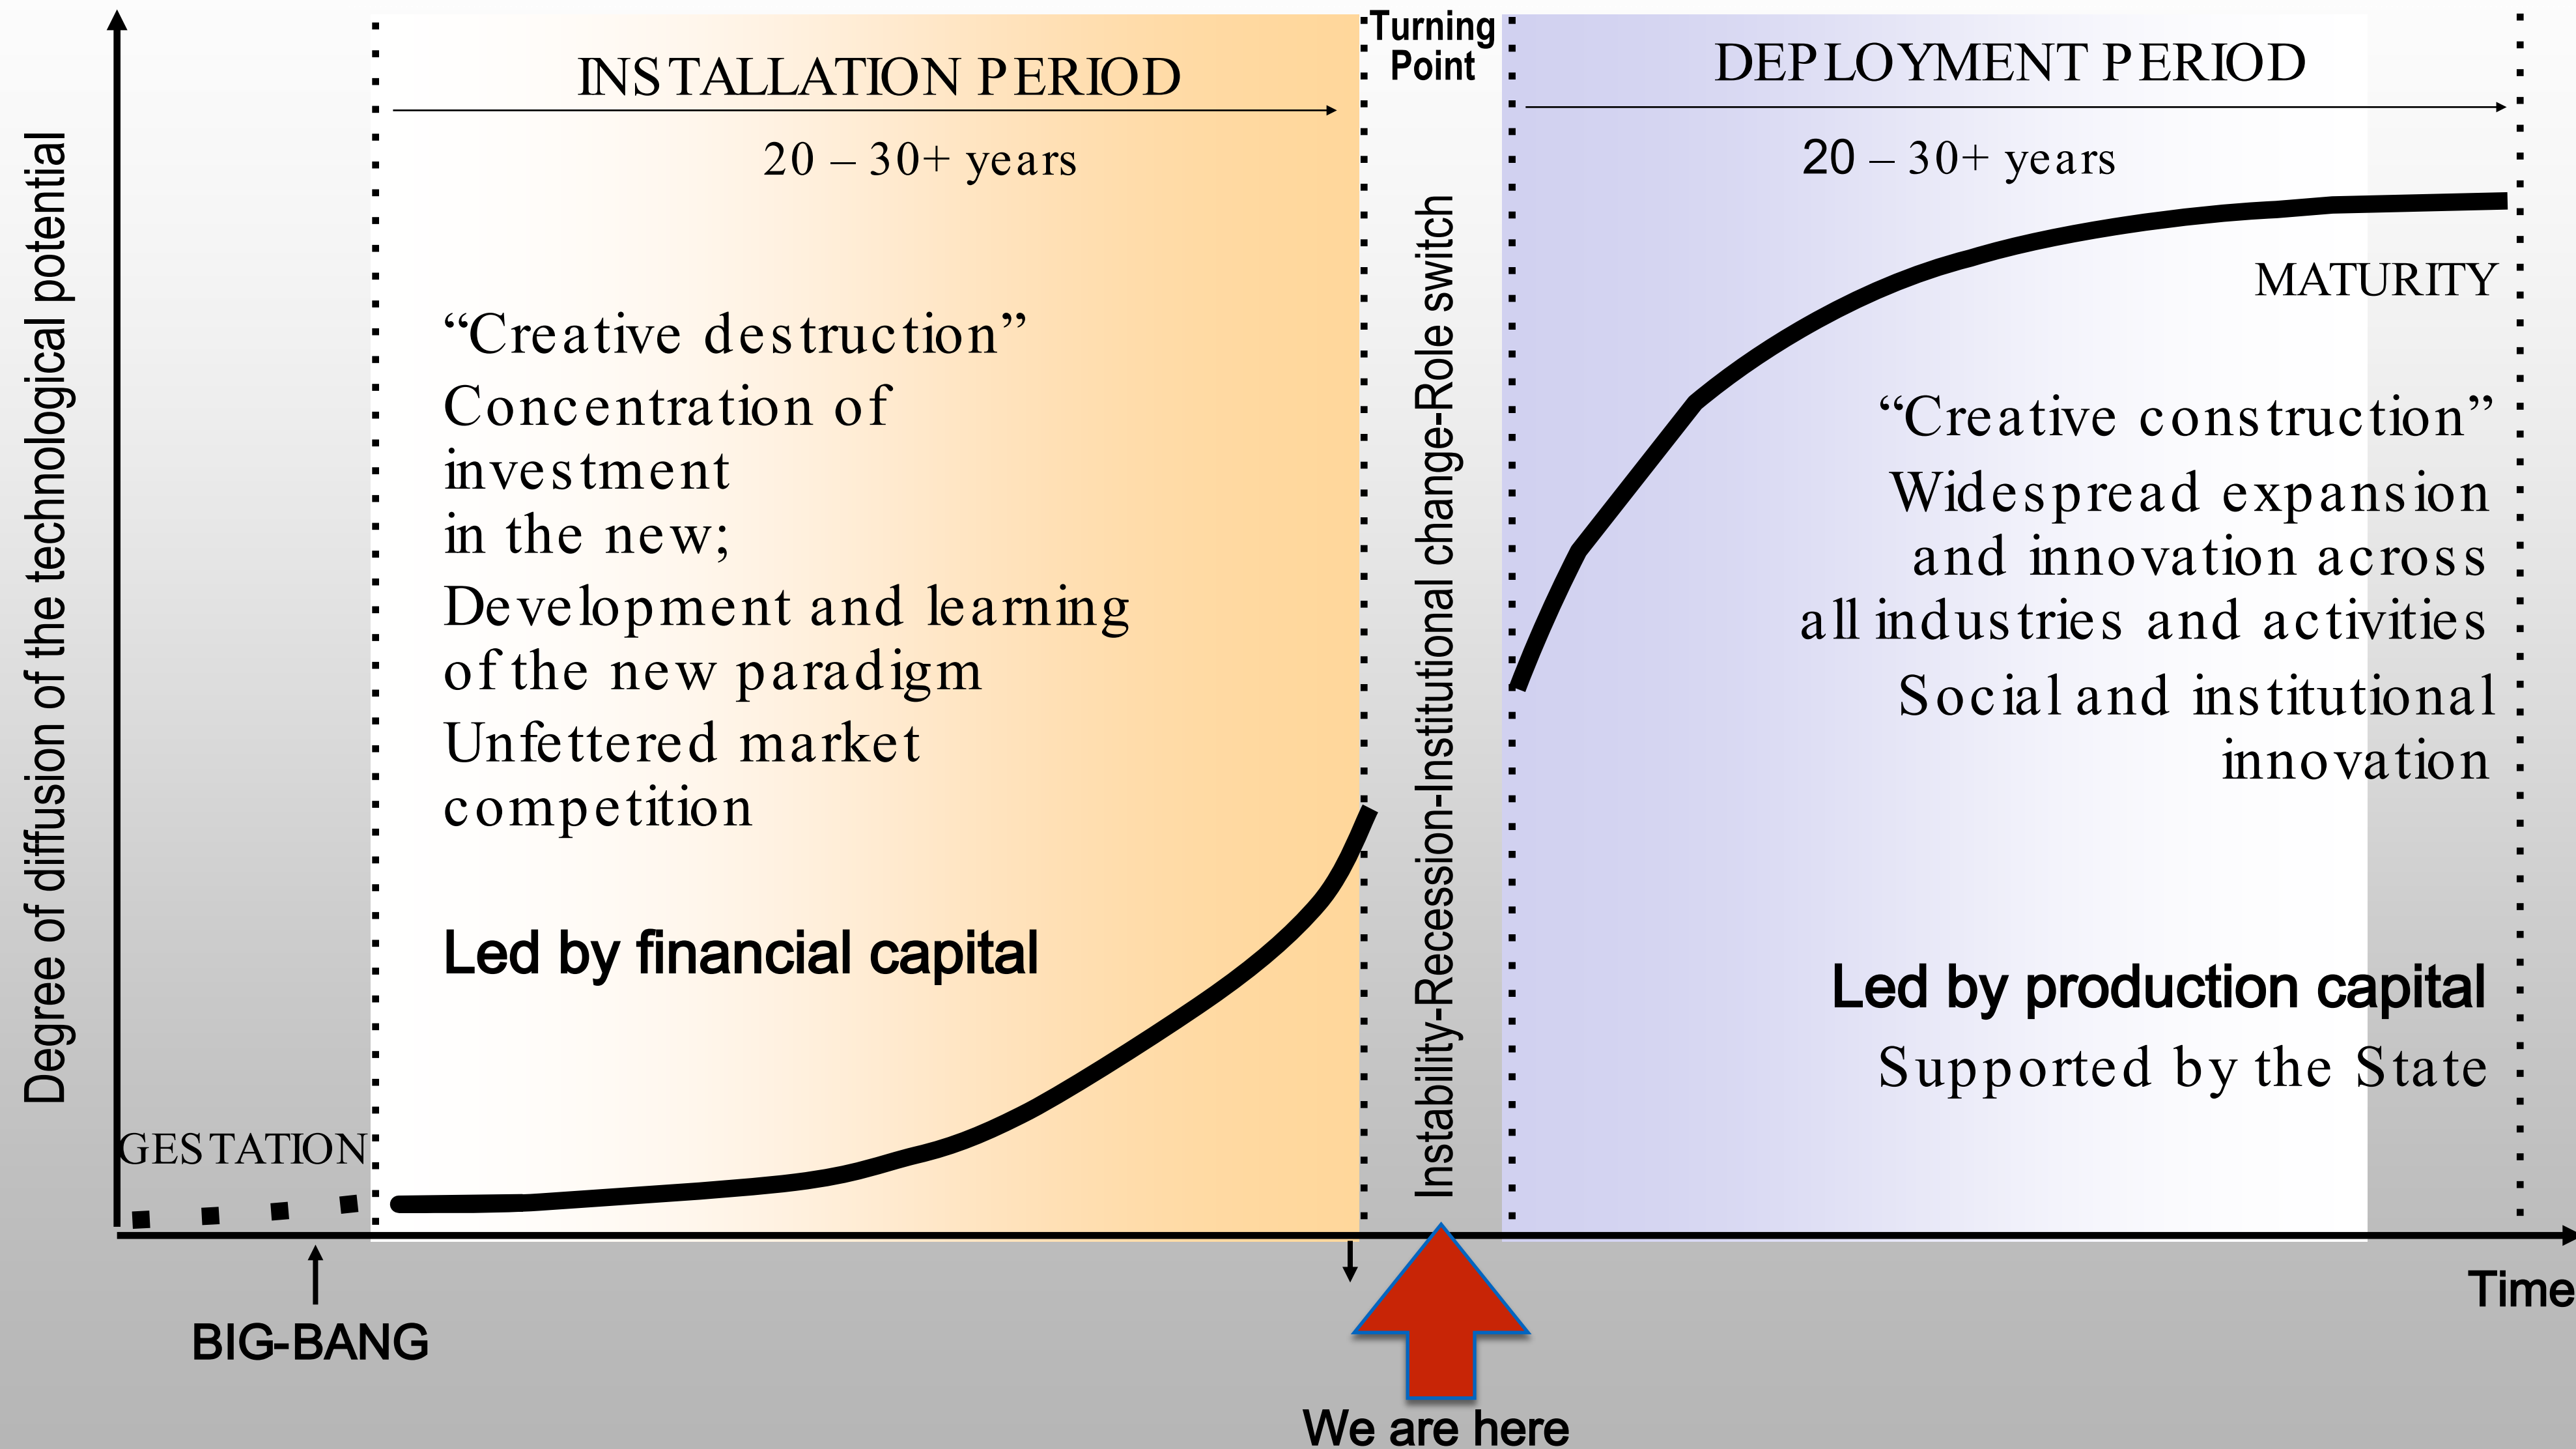 Degree of diffusion of the technological potential
INSTALLATION PERIOD
20 – 30+ years
“Creative destruction”
Concentration of
investment
in the new;
Development and learning
of the new paradigm
Unfettered market
competition
Led by financial capital
GESTATION
BIG-BANG
Turning
Point
Instability-Recession-Institutional change-Role switch
We are here
DEPLOYMENT PERIOD
20 – 30+ years
MATURITY
“Creative construction”
Widespread expansion
and innovation across
all industries and activities
Social and institutional
innovation
Led by production capital
Supported by the State
Time